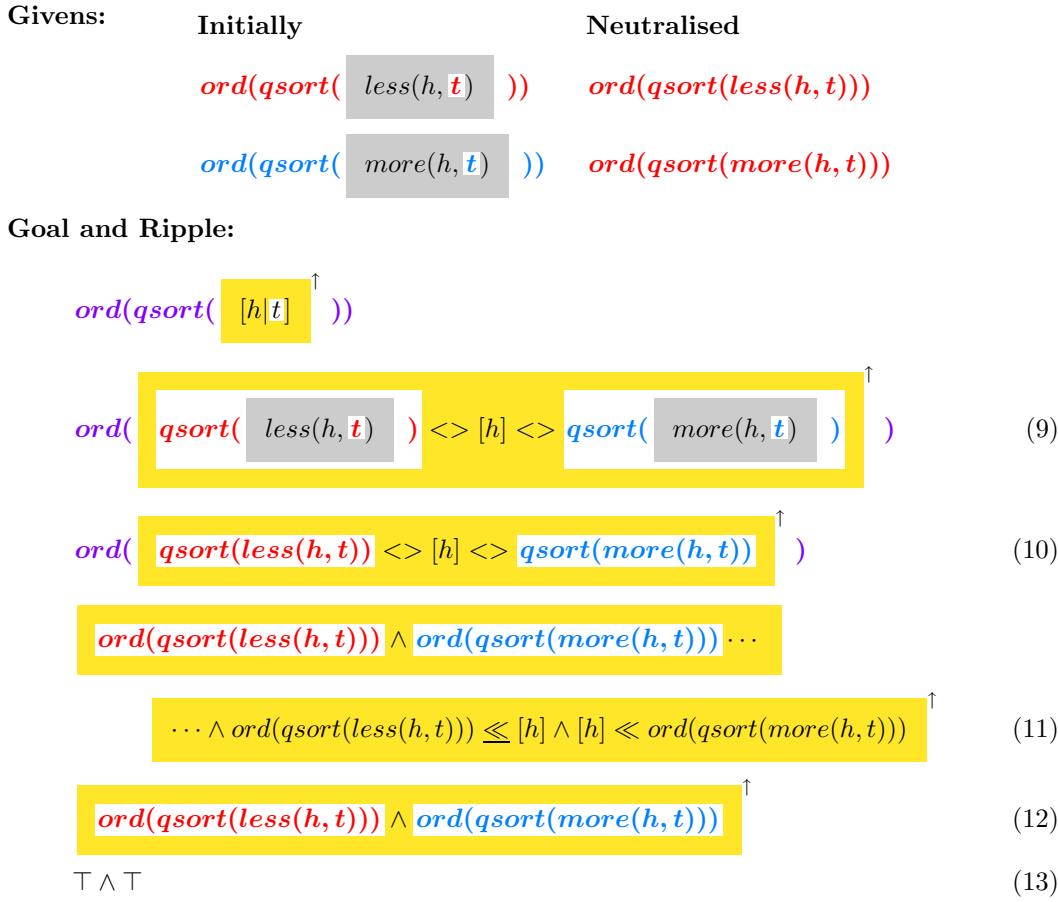 Givens:
Initially Neutralised
ord(qsort( less(h, t) )) ord(qsort(less(h, t)))
ord(qsort( more(h, t) )) ord(qsort(more(h, t)))
Goal and Ripple:
ord(qsort( [h|t] ↑ ))
ord( qsort( less(h, t) ) <> [h] <> qsort( more(h, t) ) ↑ ) (9)
ord( qsort(less(h, t)) <> [h] <> qsort(more(h, t)) ↑ ) (10)
ord(qsort(less(h, t))) ∧ ord(qsort(more(h, t))) ⋯
⋯ ∧ ord(qsort(less(h, t))) ≪̲ [h] ∧ [h] ≪ ord(qsort(more(h, t))) ↑ (11)
ord(qsort(less(h, t))) ∧ ord(qsort(more(h, t))) ↑ (12)
⊤ ∧ ⊤ (13)